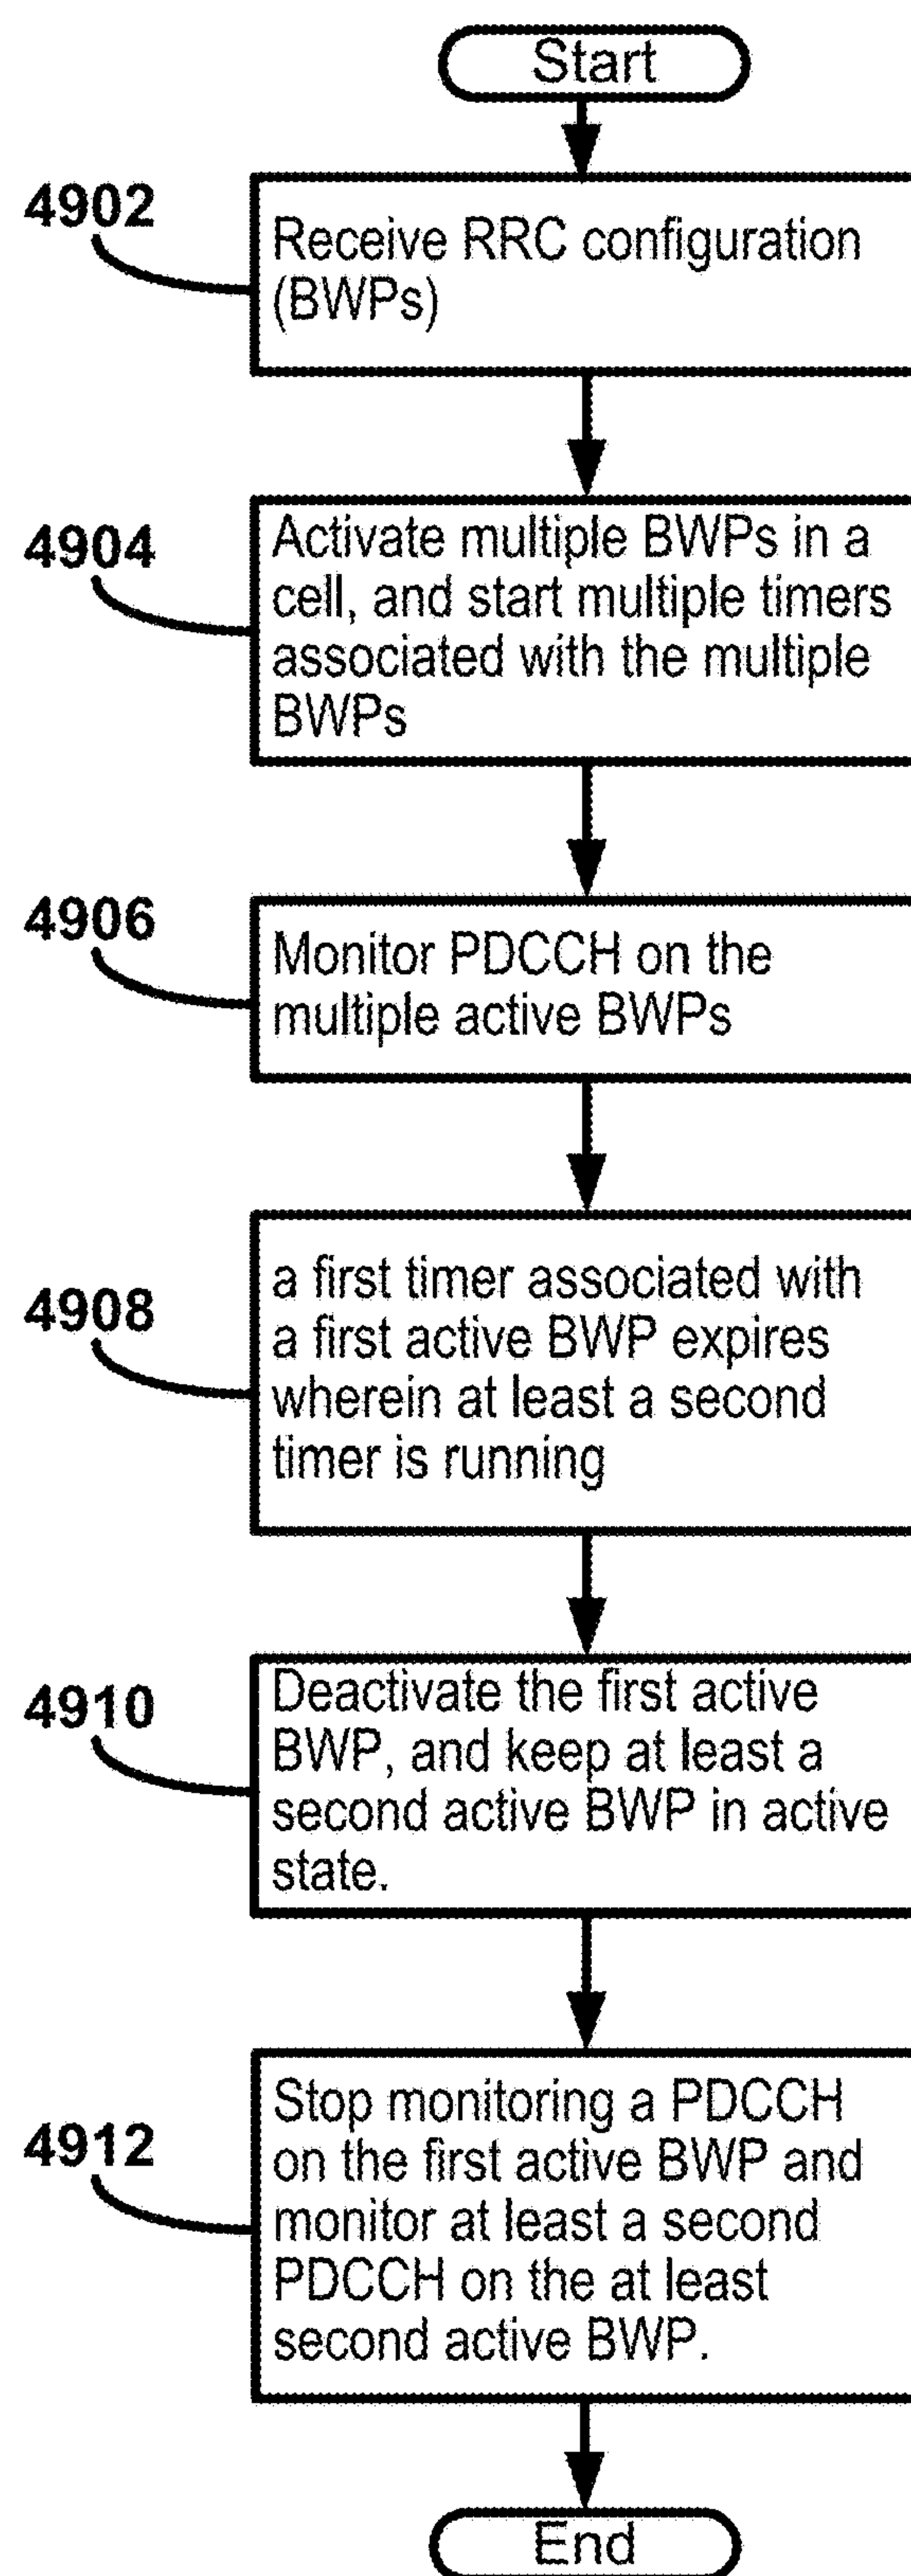 Start
4902
Receive RRC configuration
(BWPs)
4904
Activate multiple BWPs in a
cell, and start multiple timers
associated with the multiple
BWPs
4906
Monitor PDCCH on the
multiple active BWPs
4908
a first timer associated with
a first active BWP expires
wherein at least a second
timer is running
4910
Deactivate the first active
BWP, and keep at least a
second active BWP in active
state.
4912
Stop monitoring a PDCCH
on the first active BWP and
monitor at least a second
PDCCH on the at least
second active BWP.
End